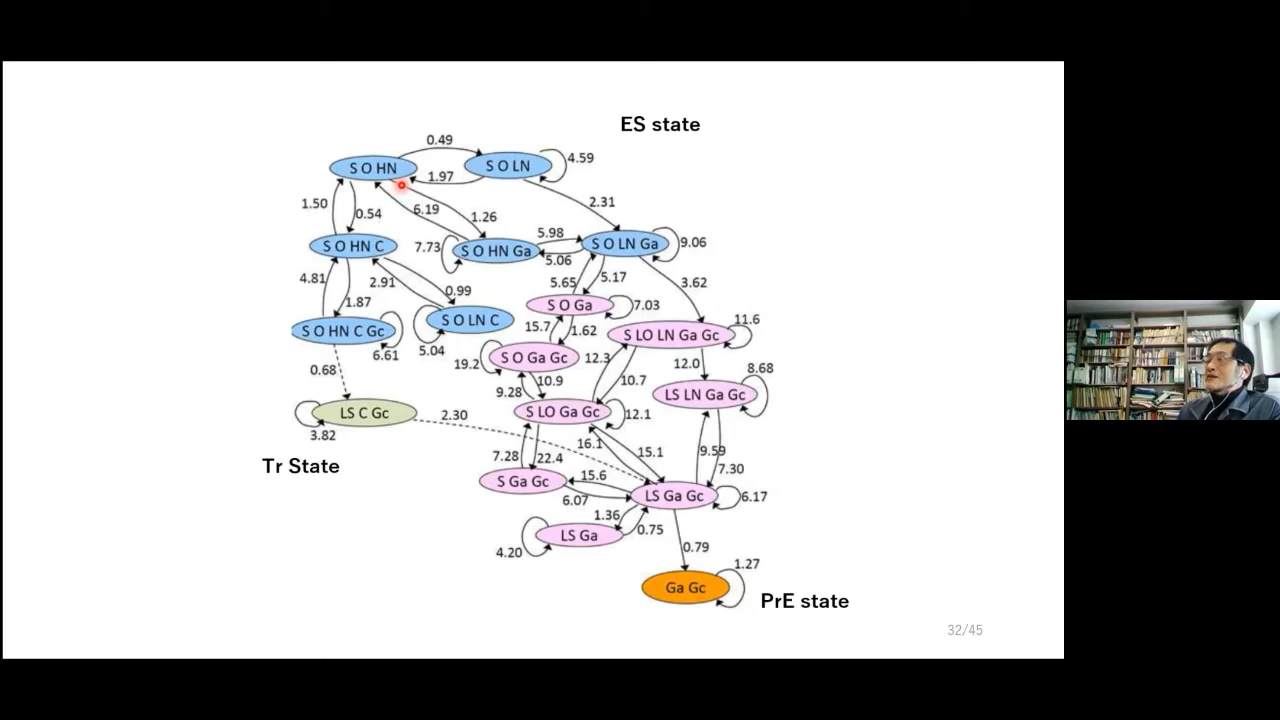 ES state
0.49
S O HN
S O LN
4.59
1.97
1.50
0.54
6.19
1.26
2.31
S O HN C
7.73
S O HN Ga
5.98
5.06
S O LN Ga
9.06
4.81
2.91
1.87
0.99
5.65
5.17
3.62
S O Ga
7.03
S O HN C Gc
6.61
S O LN C
5.04
15.7
1.62
S LO LN Ga Gc
11.6
0.68
19.2
S O Ga Gc
12.3
12.0
10.7
8.68
9.28
10.9
LS LN Ga Gc
LS C Gc
3.82
2.30
S LO Ga Gc
12.1
Tr State
16.1
15.1
9.59
7.28
22.4
7.30
S Ga Gc
15.6
6.07
LS Ga Gc
6.17
1.36
0.75
LS Ga
4.20
0.79
1.27
Ga Gc
PrE state
32/45